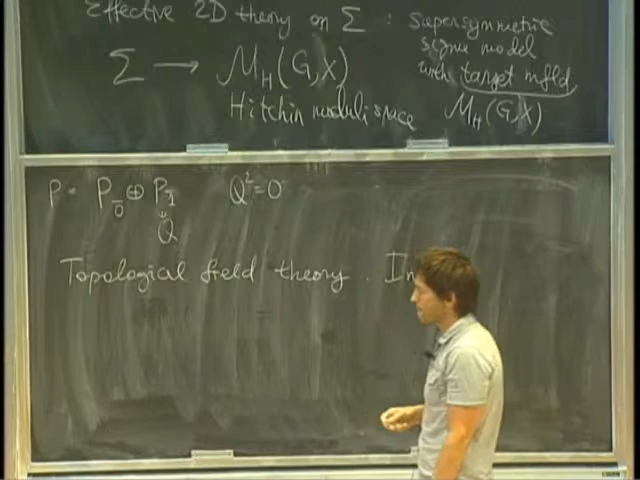 Effective 2D theory on Σ : supersymmetric
sigma model
with target mfld
M_H(G,X)
Σ → M_H(G,X)
Hitchin moduli space
P = P_0̄ ⊕ P_1̄ Q²=0
Q
Topological field theory. In